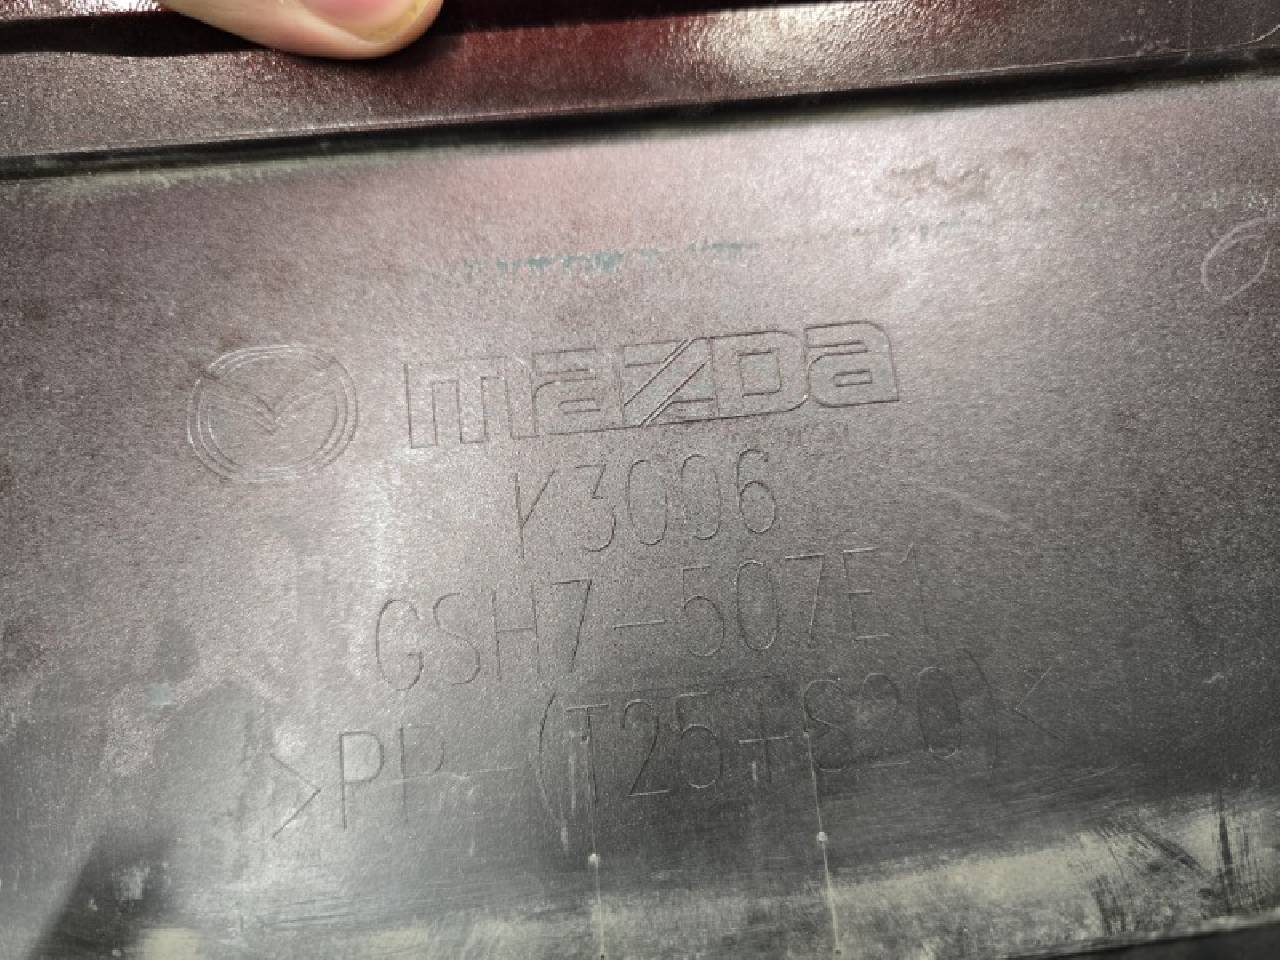 mazda
K3006
GSH7-507E1
>PP-(T25+S20)<